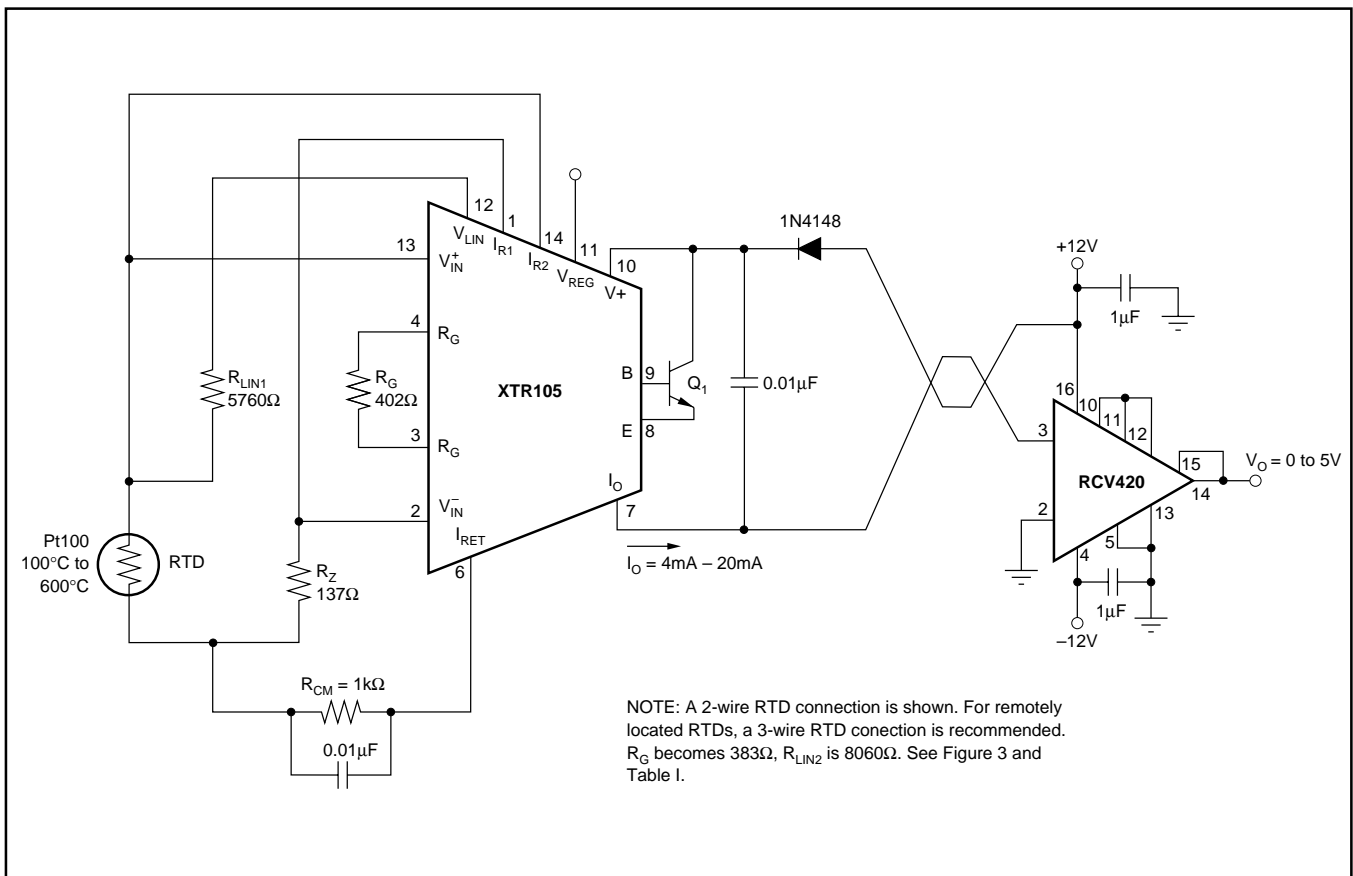 12
1
14
11
10
13
V_LIN
I_R1
I_R2
V_REG
V+
V_IN^+
4
R_G
R_G
402Ω
3
R_G
R_LIN1
5760Ω
XTR105
B
9
Q_1
E
8
0.01µF
1N4148
+12V
1µF
16
10
11
12
3
RCV420
15
14
V_O = 0 to 5V
2
13
5
4
1µF
–12V
I_O
7
I_O = 4mA – 20mA
V_IN^–
2
I_RET
6
Pt100
100°C to
600°C
RTD
R_Z
137Ω
R_CM = 1kΩ
0.01µF
NOTE: A 2-wire RTD connection is shown. For remotely
located RTDs, a 3-wire RTD conection is recommended.
R_G becomes 383Ω, R_LIN2 is 8060Ω. See Figure 3 and
Table I.